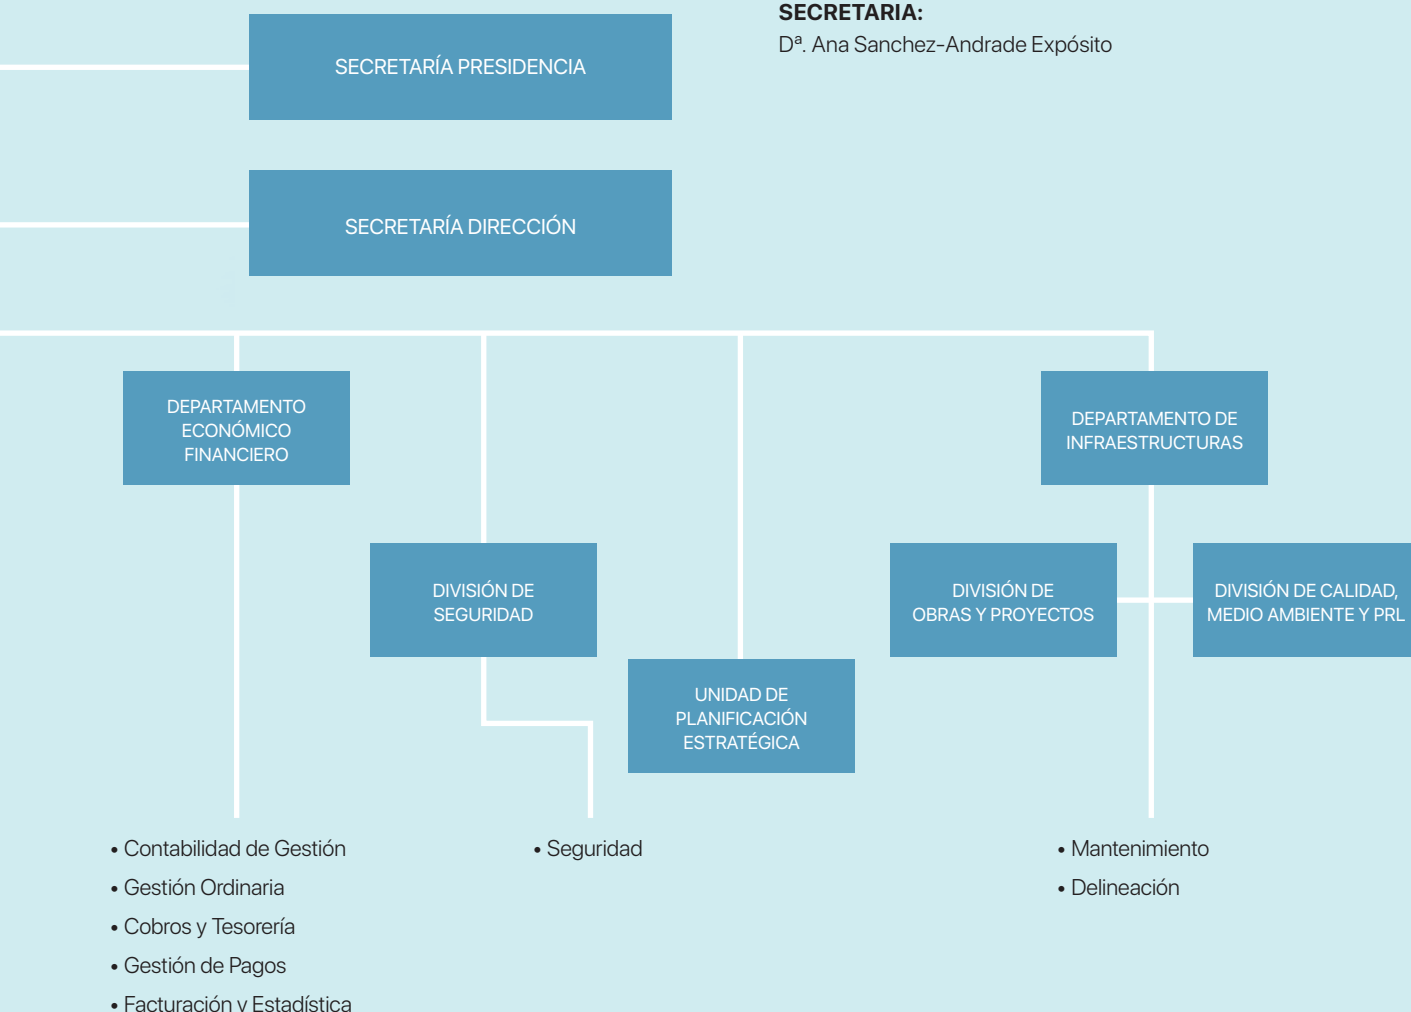 SECRETARIA:
Dª. Ana Sanchez-Andrade Expósito
SECRETARÍA PRESIDENCIA
SECRETARÍA DIRECCIÓN
DEPARTAMENTO
ECONÓMICO
FINANCIERO
DEPARTAMENTO DE
INFRAESTRUCTURAS
DIVISIÓN DE
SEGURIDAD
DIVISIÓN DE
OBRAS Y PROYECTOS
DIVISIÓN DE CALIDAD,
MEDIO AMBIENTE Y PRL
UNIDAD DE
PLANIFICACIÓN
ESTRATÉGICA
• Contabilidad de Gestión
• Gestión Ordinaria
• Cobros y Tesorería
• Gestión de Pagos
• Facturación y Estadística
• Seguridad
• Mantenimiento
• Delineación